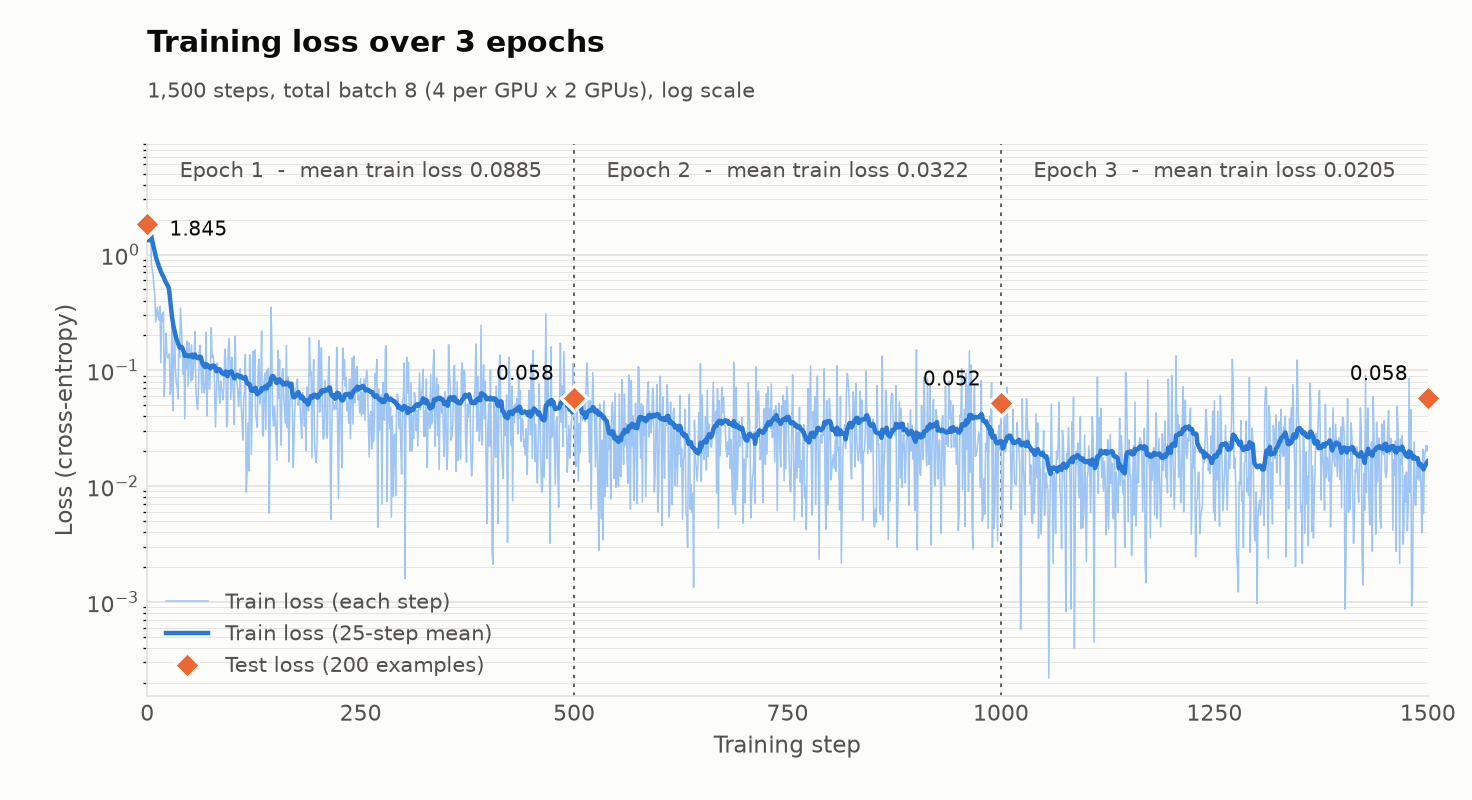 Training loss over 3 epochs
1,500 steps, total batch 8 (4 per GPU x 2 GPUs), log scale
Epoch 1 - mean train loss 0.0885
Epoch 2 - mean train loss 0.0322
Epoch 3 - mean train loss 0.0205
1.845
0.058
0.052
0.058
10⁰
10⁻¹
10⁻²
10⁻³
Loss (cross-entropy)
Train loss (each step)
Train loss (25-step mean)
Test loss (200 examples)
0 250 500 750 1000 1250 1500
Training step